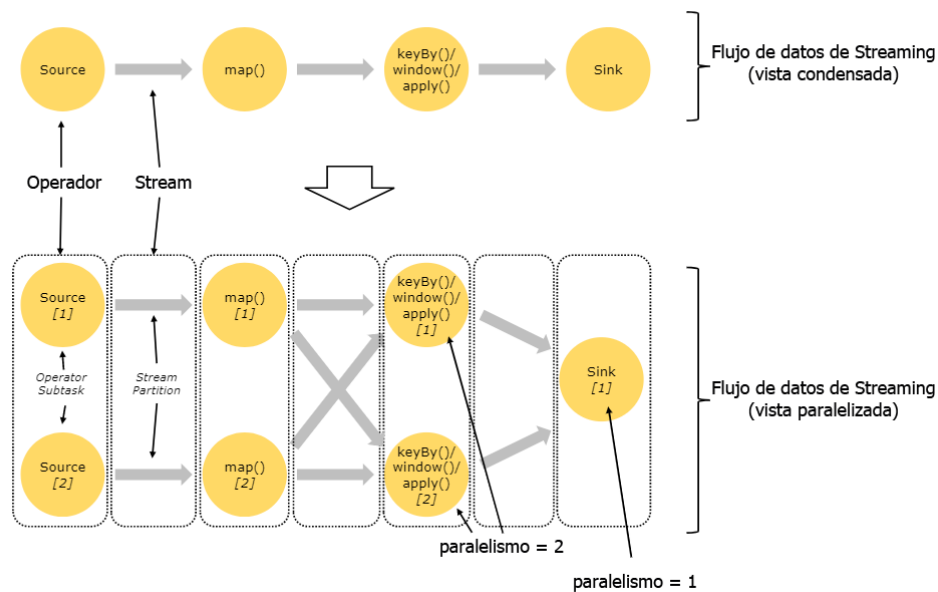 Source
map()
keyBy()/
window()/
apply()
Sink
Flujo de datos de Streaming
(vista condensada)
Operador
Stream
Source
[1]
map()
[1]
keyBy()/
window()/
apply()
[1]
Operator
Subtask
Stream
Partition
Sink
[1]
Flujo de datos de Streaming
(vista paralelizada)
Source
[2]
map()
[2]
keyBy()/
window()/
apply()
[2]
paralelismo = 2
paralelismo = 1